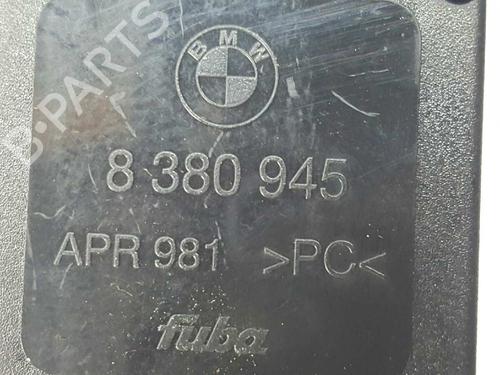 BMW
B-PARTS
8 380 945
APR 981 >PC<
fuba